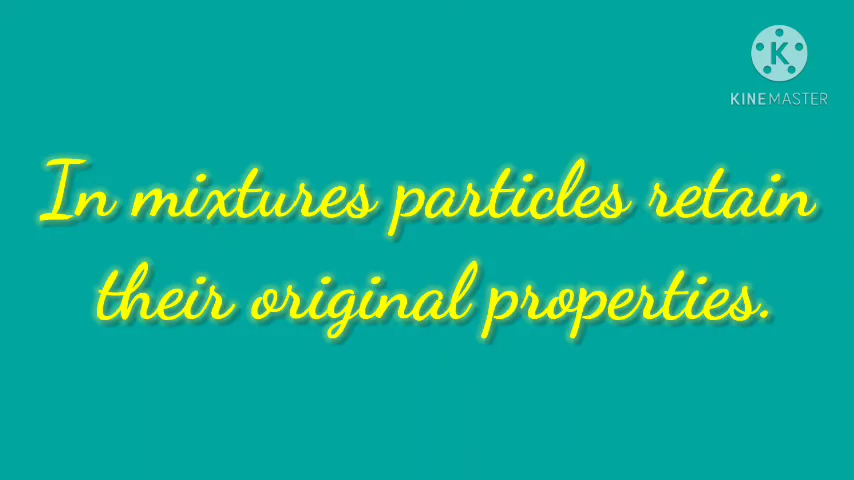 K
KINEMASTER
In mixtures particles retain
their original properties.